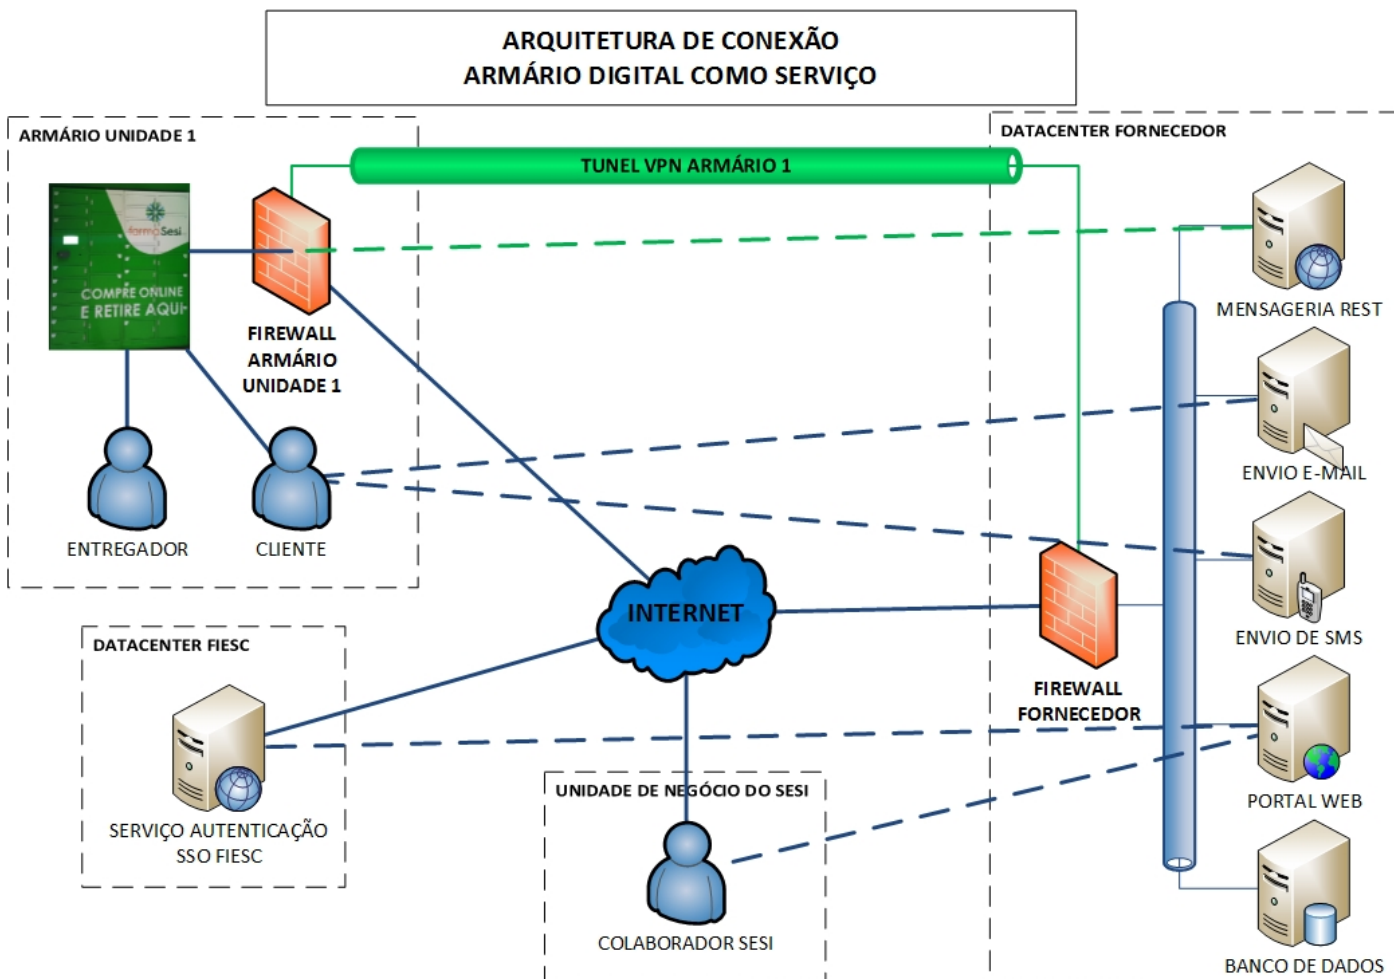 ARQUITETURA DE CONEXÃO
ARMÁRIO DIGITAL COMO SERVIÇO
ARMÁRIO UNIDADE 1
DATACENTER FORNECEDOR
TUNEL VPN ARMÁRIO 1
farmaSesi
COMPRE ONLINE
E RETIRE AQUI
MENSAGERIA REST
FIREWALL
ARMÁRIO
UNIDADE 1
ENVIO E-MAIL
ENTREGADOR
CLIENTE
INTERNET
ENVIO DE SMS
DATACENTER FIESC
FIREWALL
FORNECEDOR
UNIDADE DE NEGÓCIO DO SESI
PORTAL WEB
SERVIÇO AUTENTICAÇÃO
SSO FIESC
COLABORADOR SESI
BANCO DE DADOS